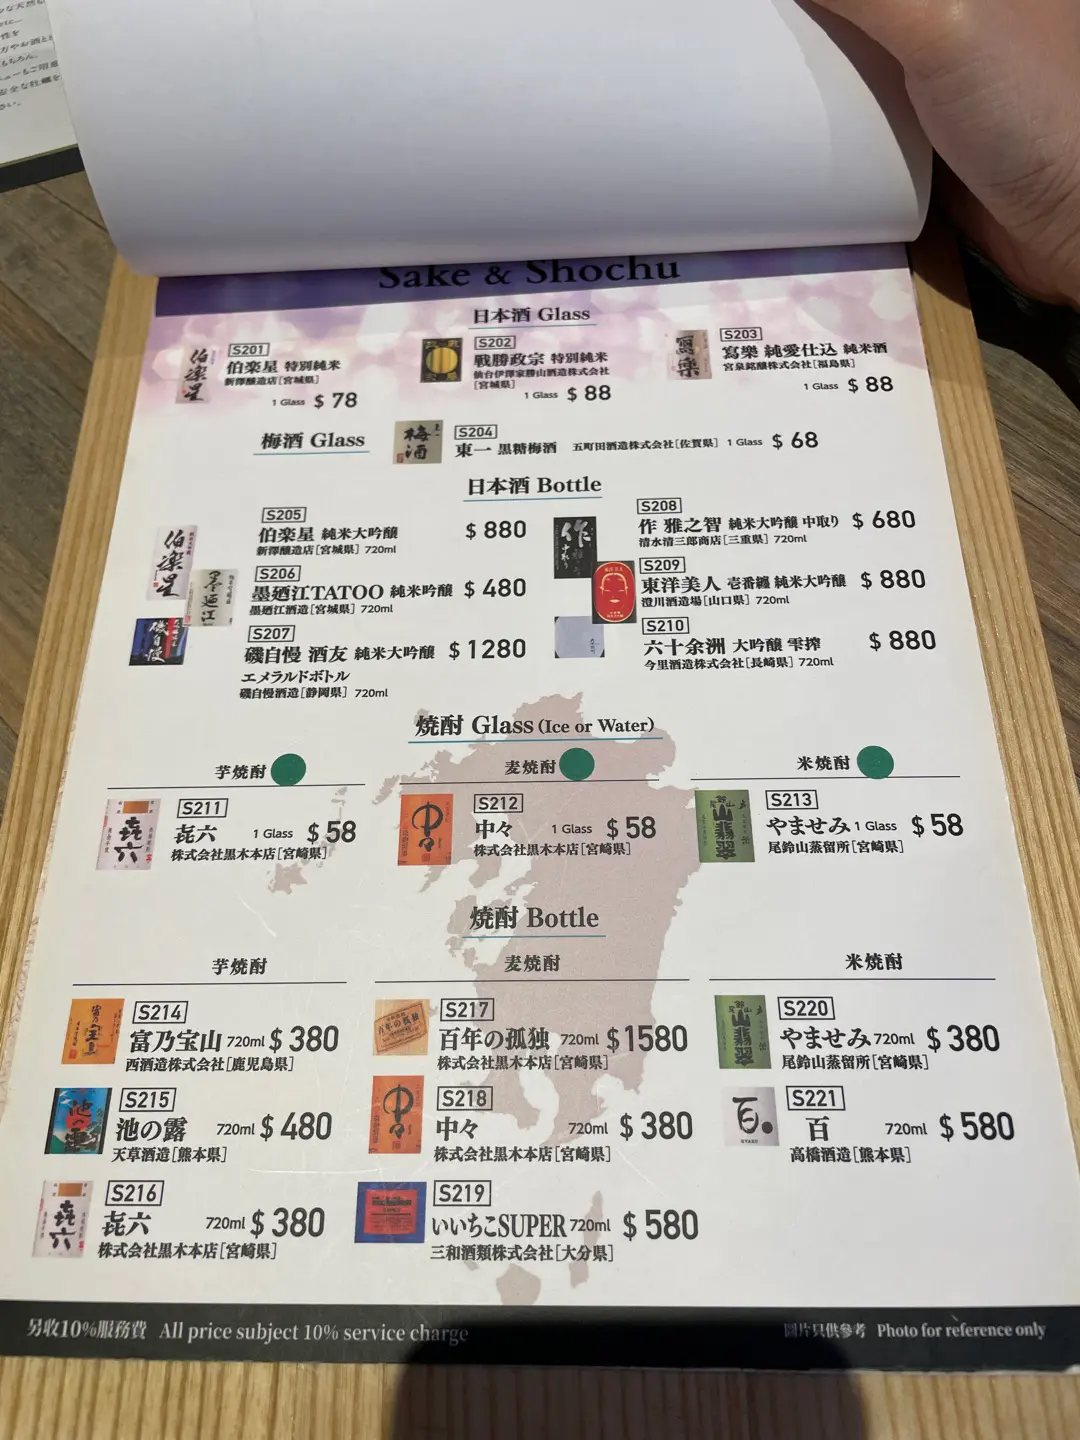 Sake & Shochu
日本酒 Glass
S201
伯楽星 特別純米
新澤醸造店[宮城県]
1 Glass $ 78
S202
戦勝政宗 特別純米
仙台伊澤家勝山酒造株式会社
[宮城県]
1 Glass $ 88
S203
寫樂 純愛仕込 純米酒
宮泉銘醸株式会社[福島県]
1 Glass $ 88
梅酒 Glass
S204
東一 黒糖梅酒 五町田酒造株式会社[佐賀県] 1 Glass $ 68
日本酒 Bottle
S205
伯楽星 純米大吟醸 $ 880
新澤醸造店[宮城県] 720ml
S206
墨廼江TATOO 純米吟醸 $ 480
墨廼江酒造[宮城県] 720ml
S207
磯自慢 酒友 純米大吟醸 $ 1280
エメラルドボトル
磯自慢酒造[静岡県] 720ml
S208
作 雅之智 純米大吟醸 中取り $ 680
清水清三郎商店[三重県] 720ml
S209
東洋美人 壱番纏 純米大吟醸 $ 880
澄川酒造場[山口県] 720ml
S210
六十余洲 大吟醸 雫搾 $ 880
今里酒造株式会社[長崎県] 720ml
焼酎 Glass (Ice or Water)
芋焼酎
S211
㐂六 1 Glass $ 58
株式会社黒木本店[宮崎県]
麦焼酎
S212
中々 1 Glass $ 58
株式会社黒木本店[宮崎県]
米焼酎
S213
やませみ 1 Glass $ 58
尾鈴山蒸留所[宮崎県]
焼酎 Bottle
芋焼酎
S214
富乃宝山 720ml $ 380
西酒造株式会社[鹿児島県]
S215
池の露 720ml $ 480
天草酒造[熊本県]
S216
㐂六 720ml $ 380
株式会社黒木本店[宮崎県]
麦焼酎
S217
百年の孤独 720ml $ 1580
株式会社黒木本店[宮崎県]
S218
中々 720ml $ 380
株式会社黒木本店[宮崎県]
S219
いいちこSUPER 720ml $ 580
三和酒類株式会社[大分県]
米焼酎
S220
やませみ 720ml $ 380
尾鈴山蒸留所[宮崎県]
S221
百 720ml $ 580
高橋酒造[熊本県]
另收10%服務費 All price subject 10% service charge
圖片只供參考 Photo for reference only